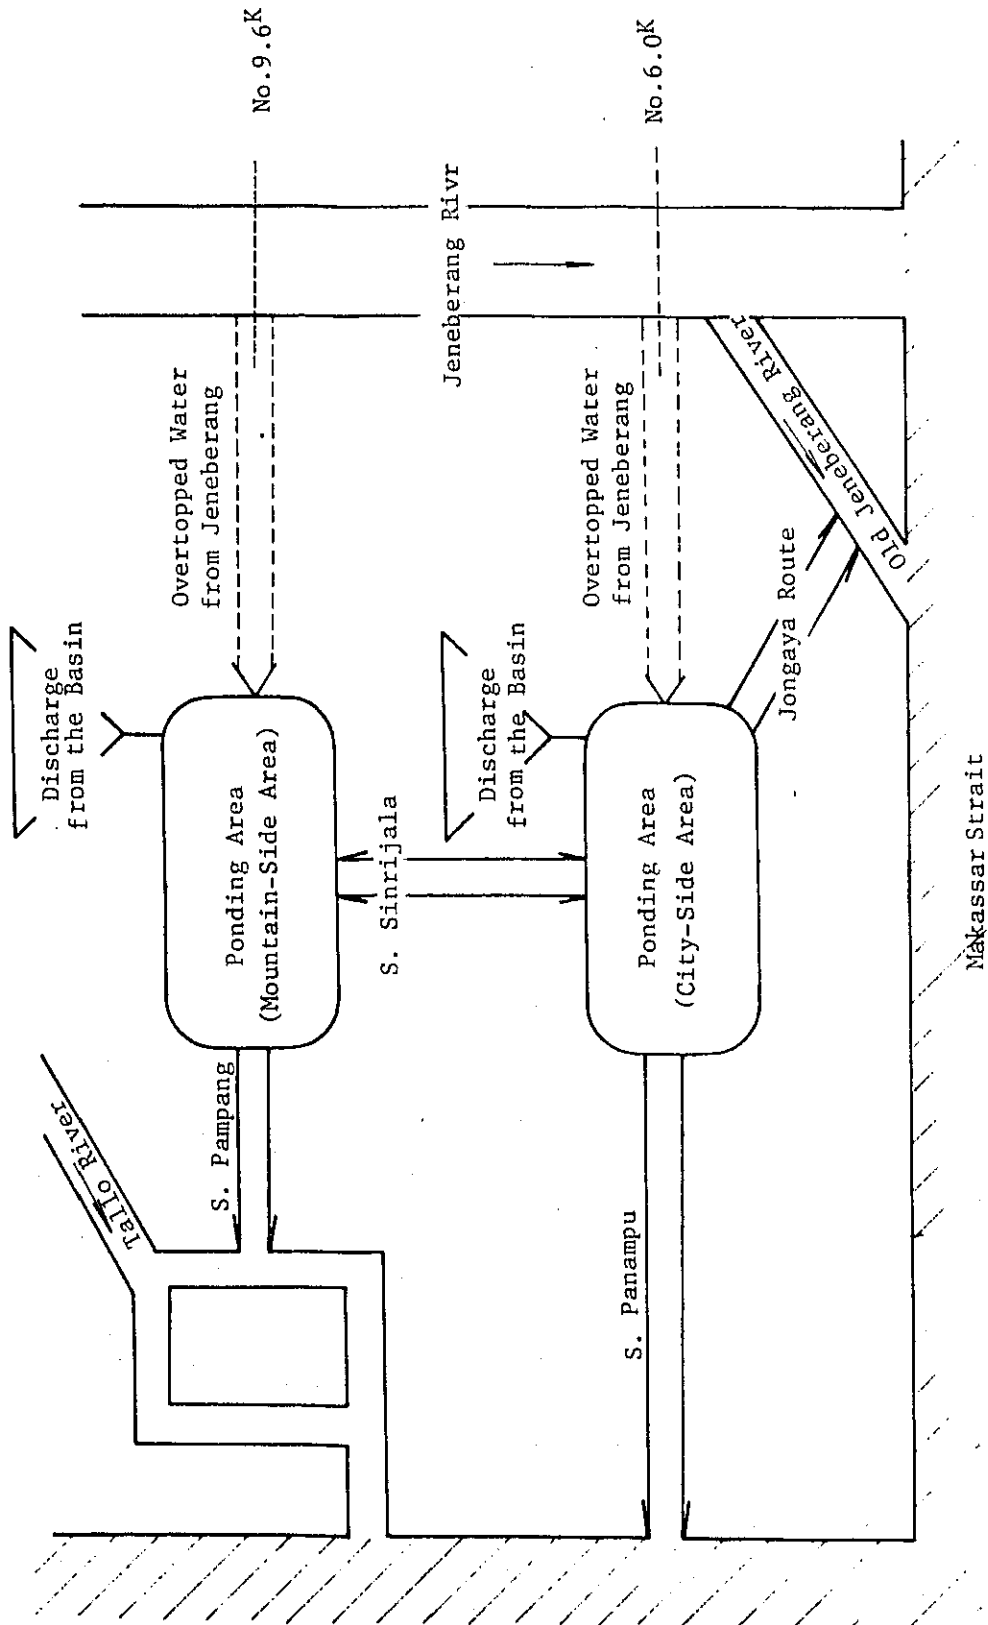 Tallo River
S. Pampang
Discharge
from the Basin
Ponding Area
(Mountain-Side Area)
Overtopped Water
from Jeneberang
No.9.6K
S. Sinrijala
Jeneberang Rivr
S. Panampu
Discharge
from the Basin
Ponding Area
(City-Side Area)
Overtopped Water
from Jeneberang
No.6.0K
Jongaya Route
Old Jeneberang River
Makassar Strait